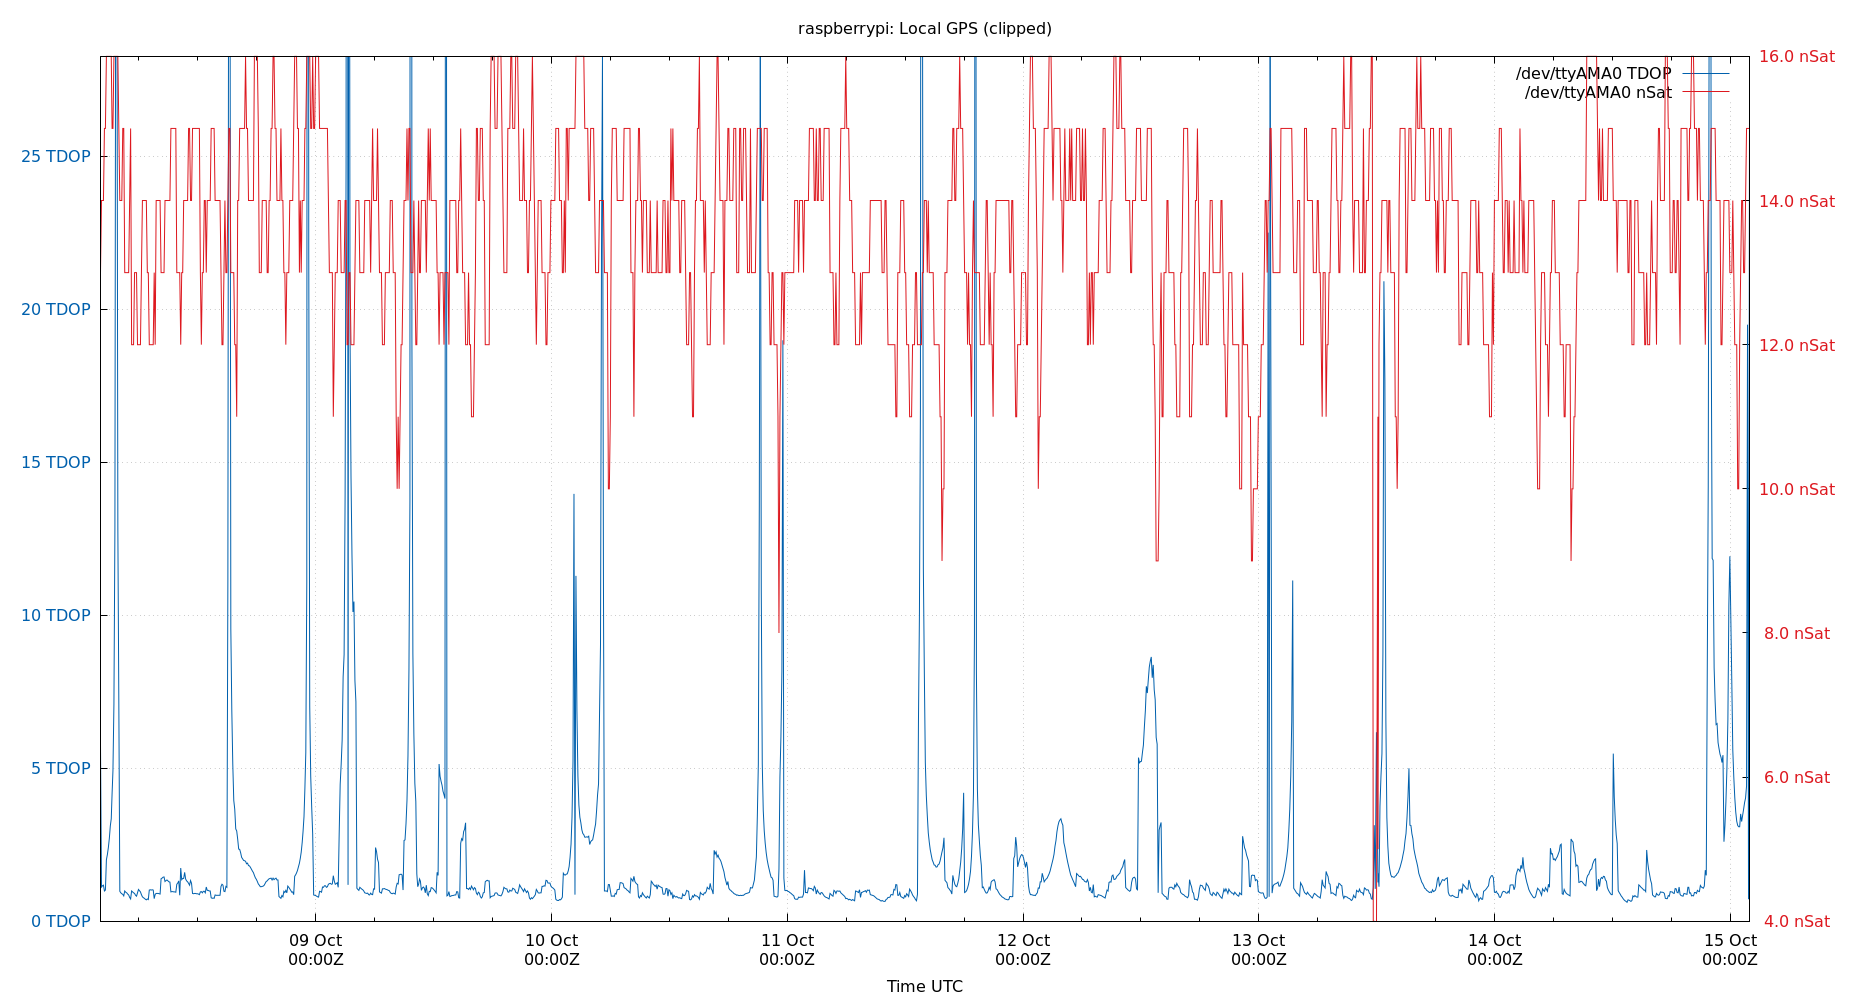 raspberrypi: Local GPS (clipped)
/dev/ttyAMA0 TDOP
/dev/ttyAMA0 nSat
25 TDOP
20 TDOP
15 TDOP
10 TDOP
5 TDOP
0 TDOP
16.0 nSat
14.0 nSat
12.0 nSat
10.0 nSat
8.0 nSat
6.0 nSat
4.0 nSat
09 Oct
00:00Z
10 Oct
00:00Z
11 Oct
00:00Z
12 Oct
00:00Z
13 Oct
00:00Z
14 Oct
00:00Z
15 Oct
00:00Z
Time UTC